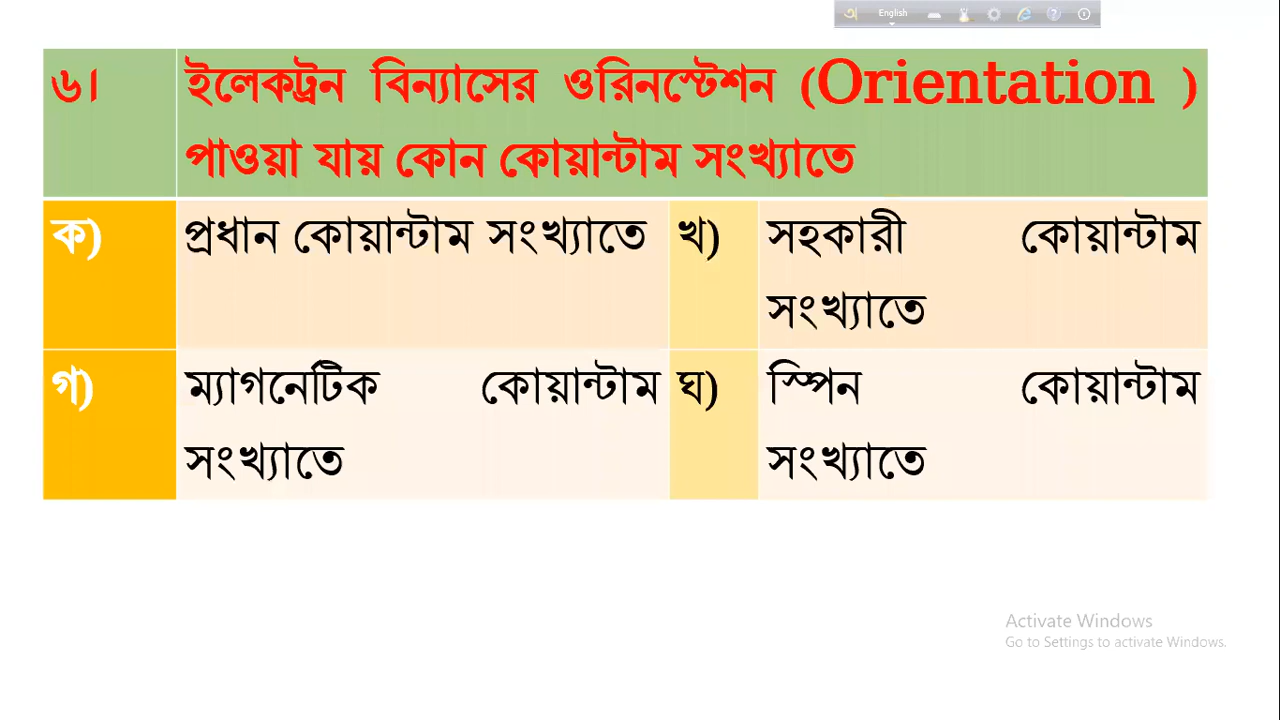 English
৬। ইলেকট্রন বিন্যাসের ওরিনস্টেশন (Orientation )
পাওয়া যায় কোন কোয়ান্টাম সংখ্যাতে
ক) প্রধান কোয়ান্টাম সংখ্যাতে খ) সহকারী কোয়ান্টাম
সংখ্যাতে
গ) ম্যাগনেটিক কোয়ান্টাম ঘ) স্পিন কোয়ান্টাম
সংখ্যাতে সংখ্যাতে
Activate Windows
Go to Settings to activate Windows.